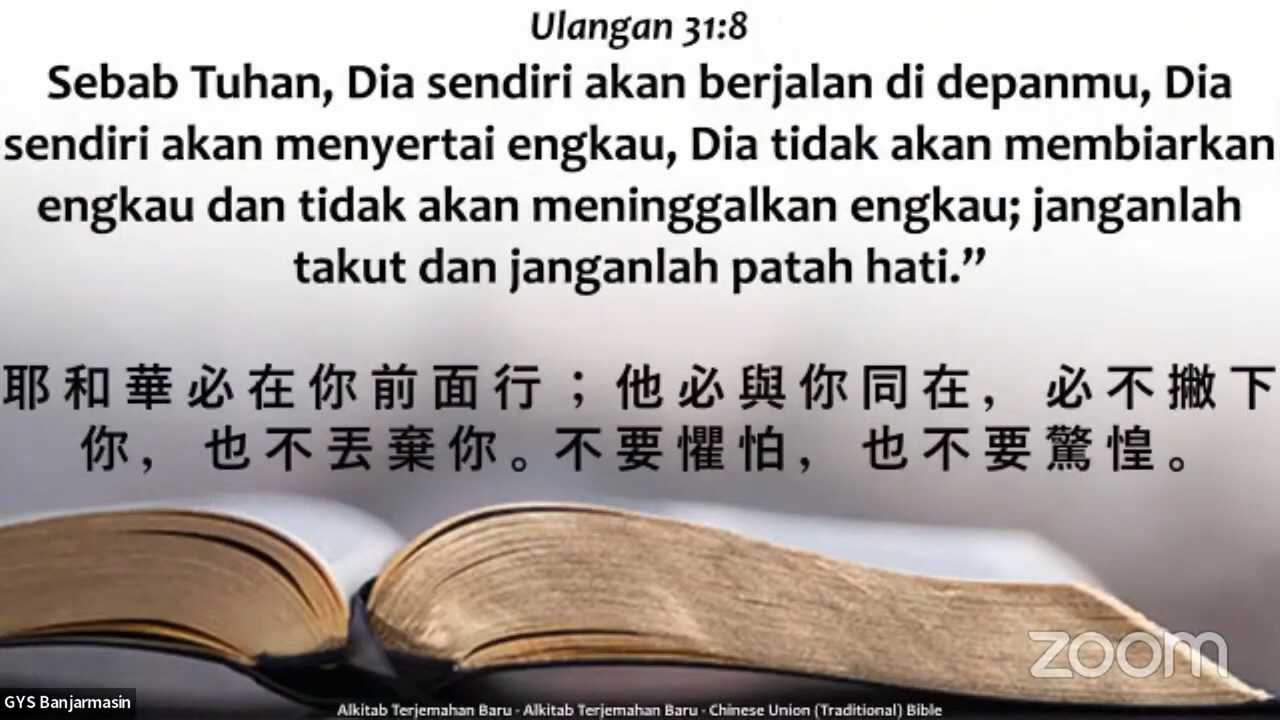 Ulangan 31:8
Sebab Tuhan, Dia sendiri akan berjalan di depanmu, Dia
sendiri akan menyertai engkau, Dia tidak akan membiarkan
engkau dan tidak akan meninggalkan engkau; janganlah
takut dan janganlah patah hati.”
耶和華必在你前面行；他必與你同在，必不撇下
你，也不丟棄你。不要懼怕，也不要驚惶。
zoom
GYS Banjarmasin
Alkitab Terjemahan Baru - Alkitab Terjemahan Baru - Chinese Union (Traditional) Bible